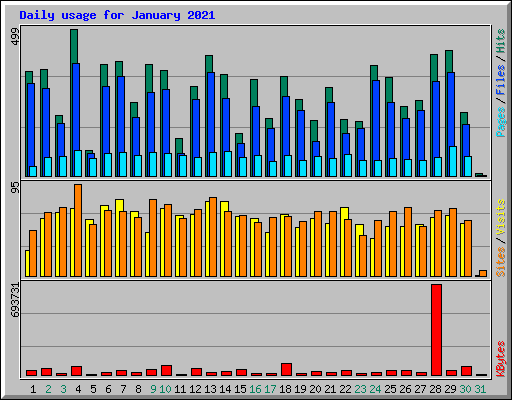 Daily usage for January 2021
499
Pages / Files / Hits
95
Sites / Visits
693731
KBytes
1 2 3 4 5 6 7 8 9 10 11 12 13 14 15 16 17 18 19 20 21 22 23 24 25 26 27 28 29 30 31